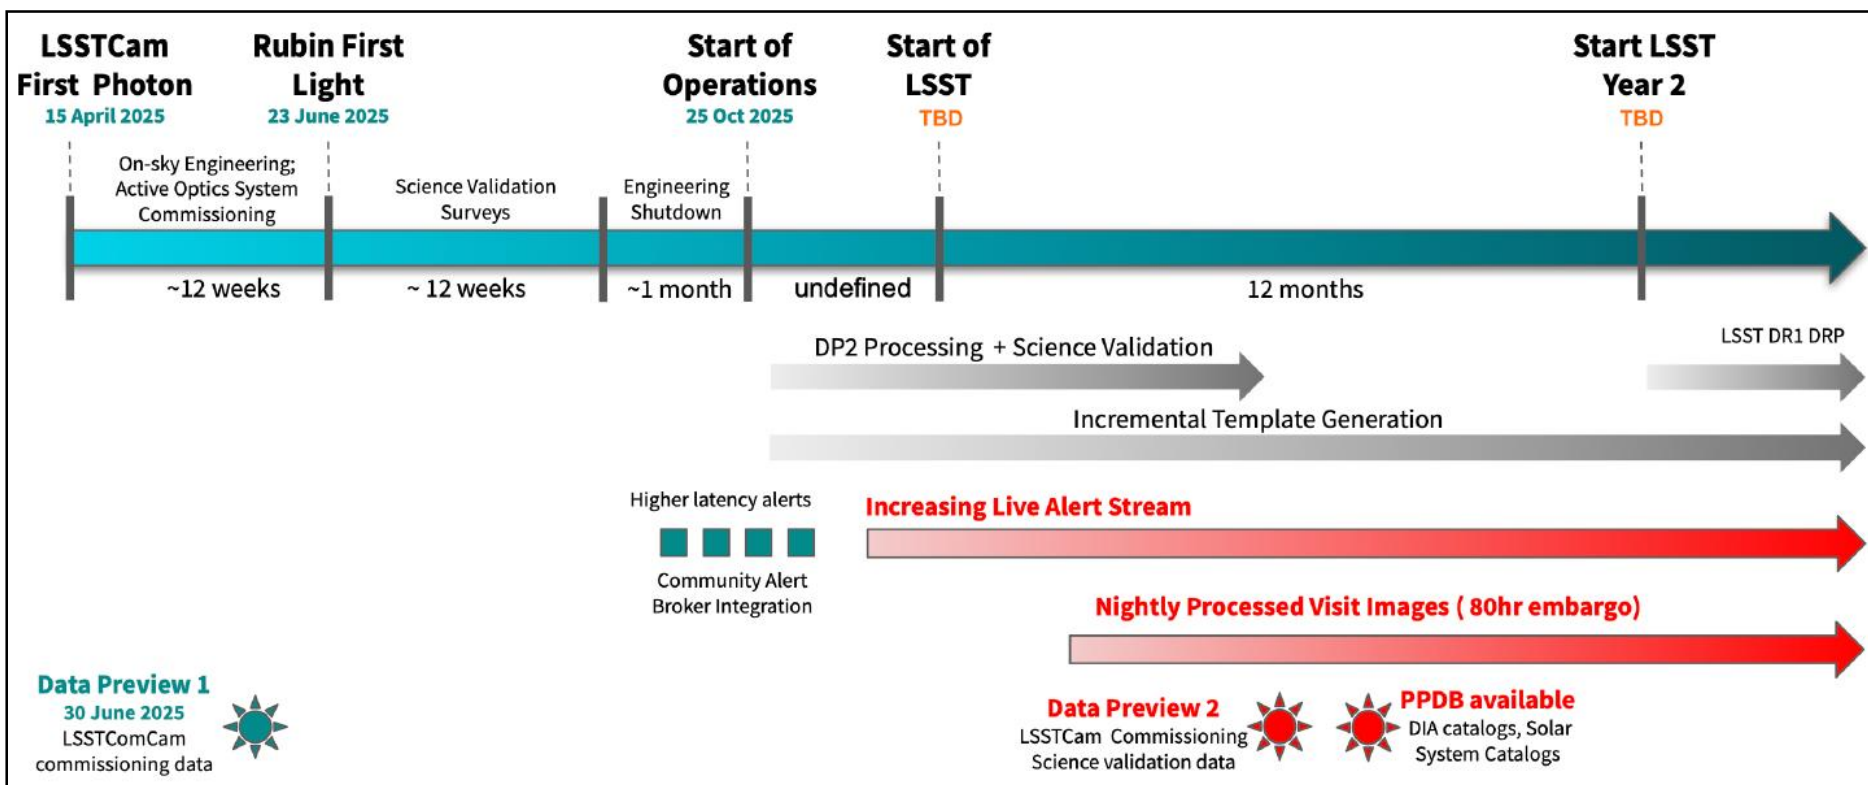 LSSTCam
First Photon
15 April 2025
Rubin First
Light
23 June 2025
Start of
Operations
25 Oct 2025
Start of
LSST
TBD
Start LSST
Year 2
TBD
On-sky Engineering;
Active Optics System
Commissioning
Science Validation
Surveys
Engineering
Shutdown
~12 weeks
~ 12 weeks
~1 month
undefined
12 months
DP2 Processing + Science Validation
LSST DR1 DRP
Incremental Template Generation
Higher latency alerts
Community Alert
Broker Integration
Increasing Live Alert Stream
Nightly Processed Visit Images ( 80hr embargo)
Data Preview 1
30 June 2025
LSSTComCam
commissioning data
Data Preview 2
LSSTCam Commissioning
Science validation data
PPDB available
DIA catalogs, Solar
System Catalogs